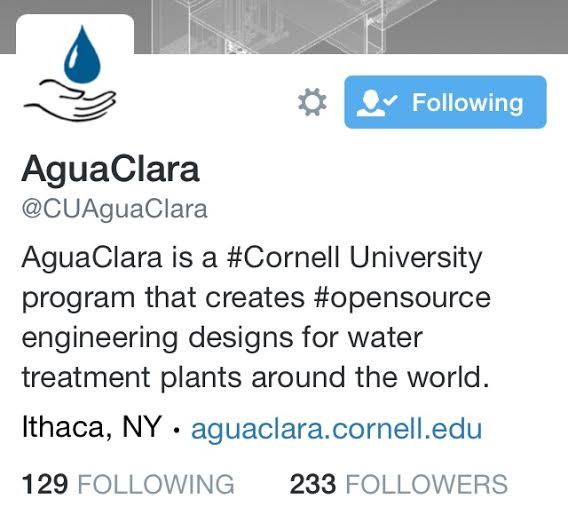 Following
AguaClara
@CUAguaClara
AguaClara is a #Cornell University
program that creates #opensource
engineering designs for water
treatment plants around the world.
Ithaca, NY • aguaclara.cornell.edu
129 FOLLOWING 233 FOLLOWERS